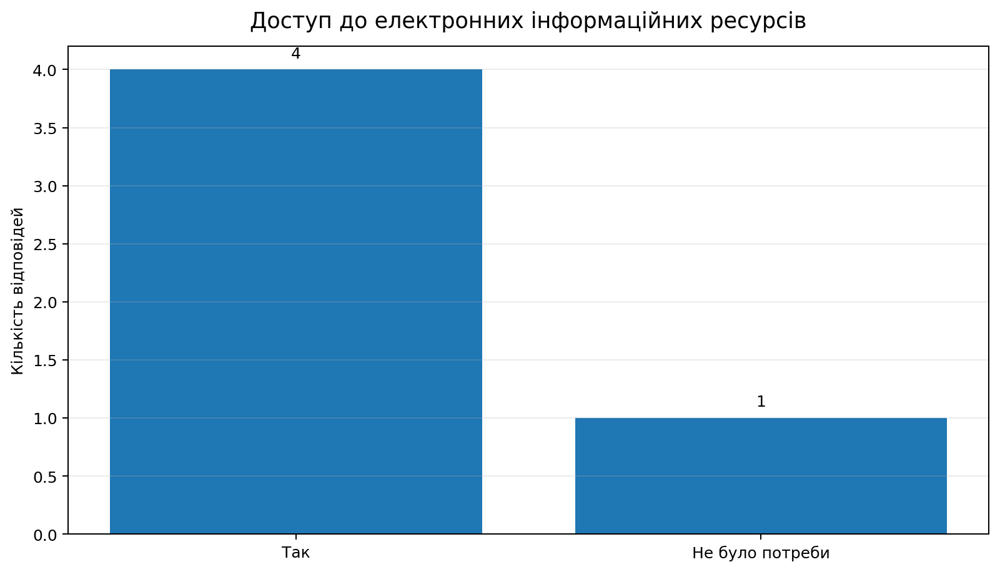 Доступ до електронних інформаційних ресурсів
4
4.0
3.5
3.0
2.5
2.0
1.5
1
1.0
0.5
0.0
Кількість відповідей
Так
Не було потреби